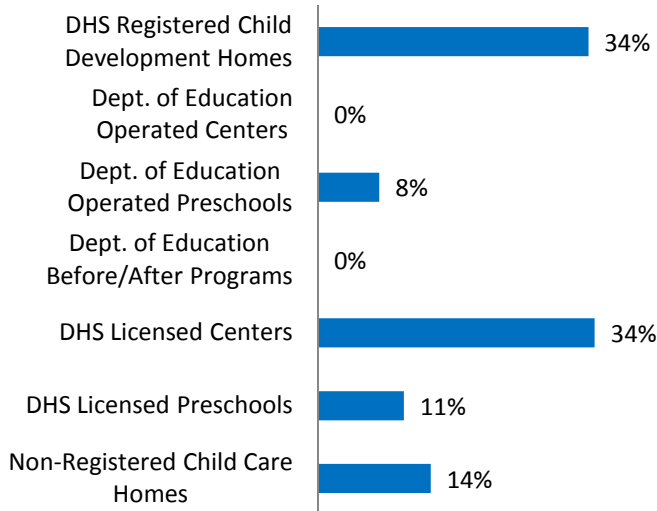 DHS Registered Child
Development Homes
34%
Dept. of Education
Operated Centers
0%
Dept. of Education
Operated Preschools
8%
Dept. of Education
Before/After Programs
0%
DHS Licensed Centers
34%
DHS Licensed Preschools
11%
Non-Registered Child Care
Homes
14%